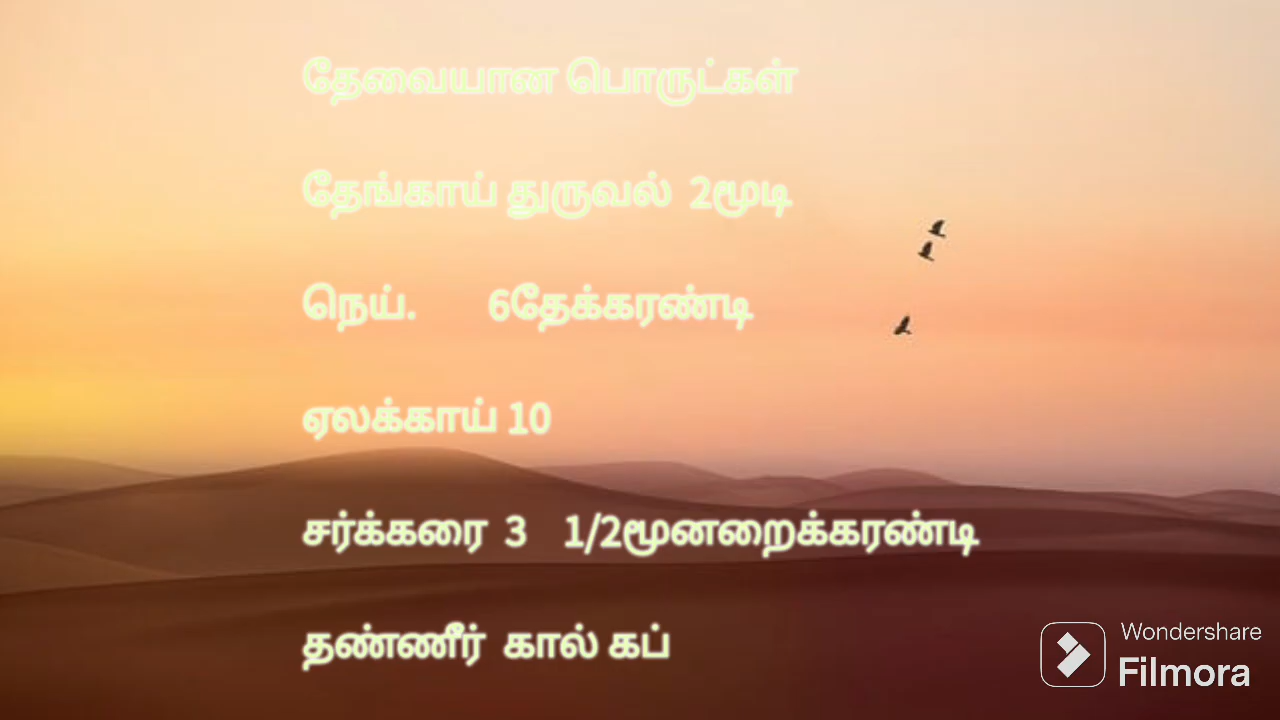 தேவையான பொருட்கள்
தேங்காய் துருவல் 2மூடி
நெய். 6தேக்கரண்டி
ஏலக்காய் 10
சர்க்கரை 3 1/2மூனறைக்கரண்டி
தண்ணீர் கால் கப்
Wondershare
Filmora